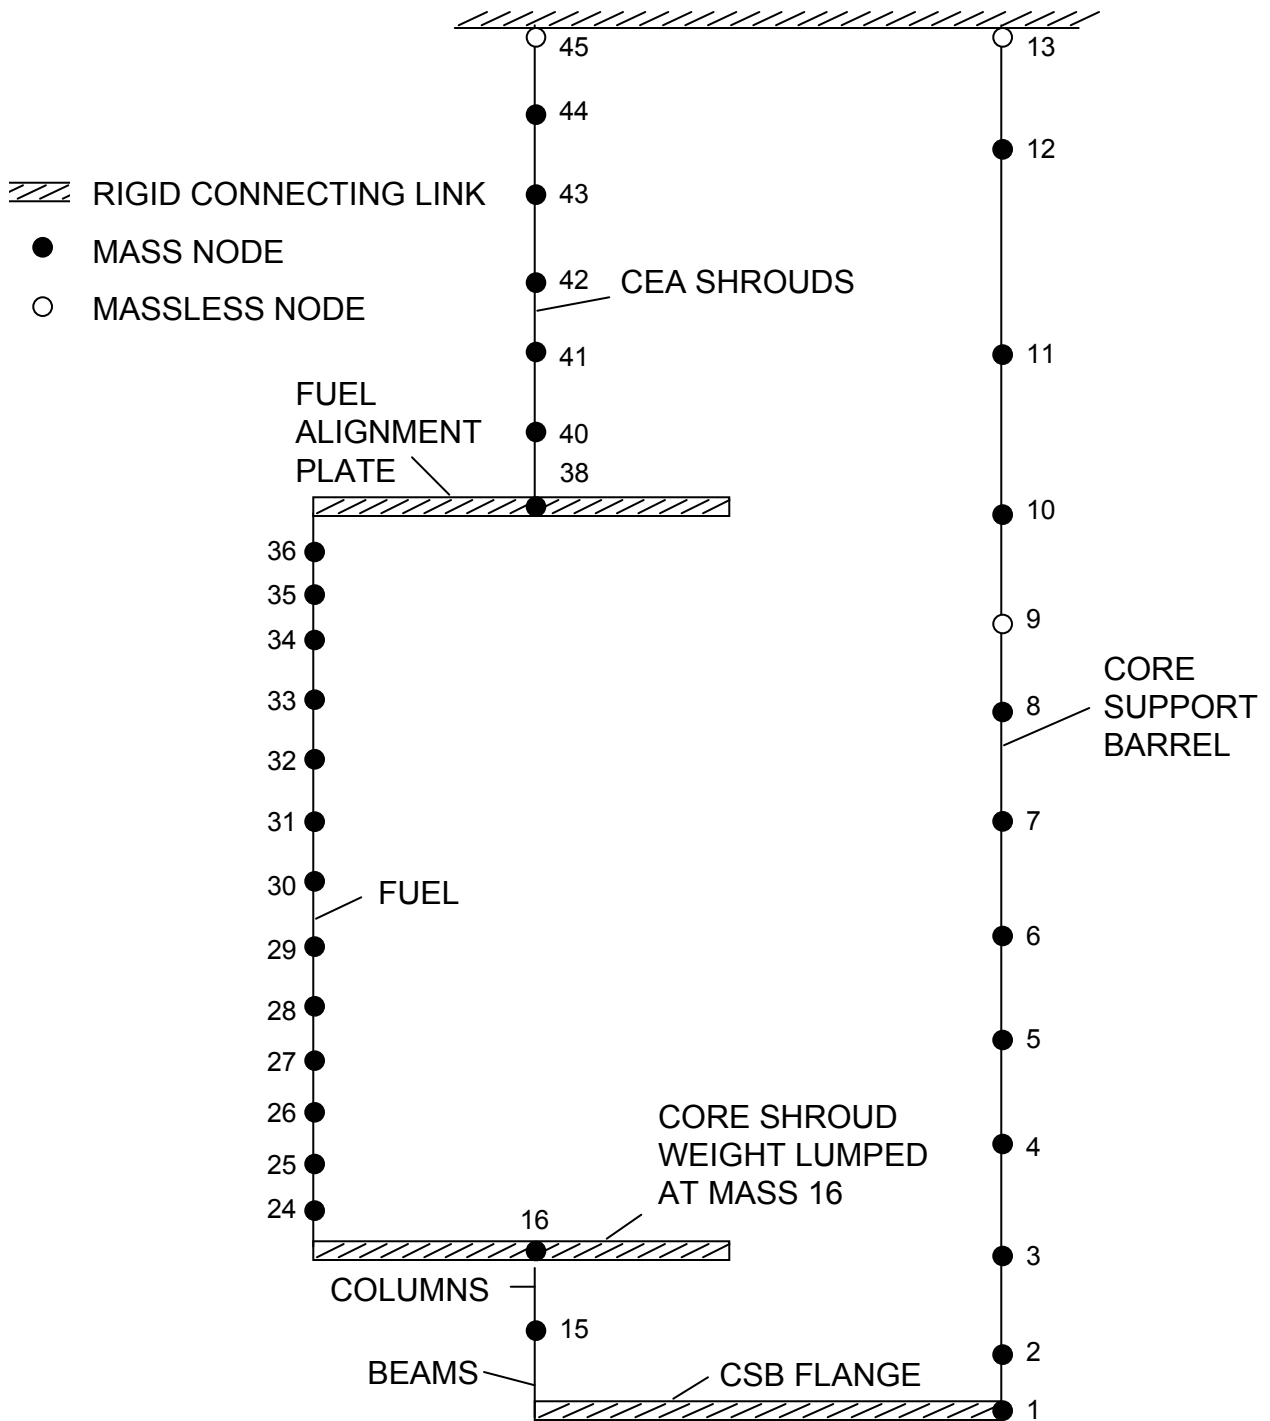 45
13
44
12
RIGID CONNECTING LINK
43
MASS NODE
42
CEA SHROUDS
MASSLESS NODE
41
11
FUEL
ALIGNMENT
PLATE
40
38
10
36
35
9
34
CORE
SUPPORT
BARREL
33
8
32
31
7
30
FUEL
29
6
28
5
27
26
CORE SHROUD
WEIGHT LUMPED
AT MASS 16
4
25
24
16
3
COLUMNS
15
2
BEAMS
CSB FLANGE
1